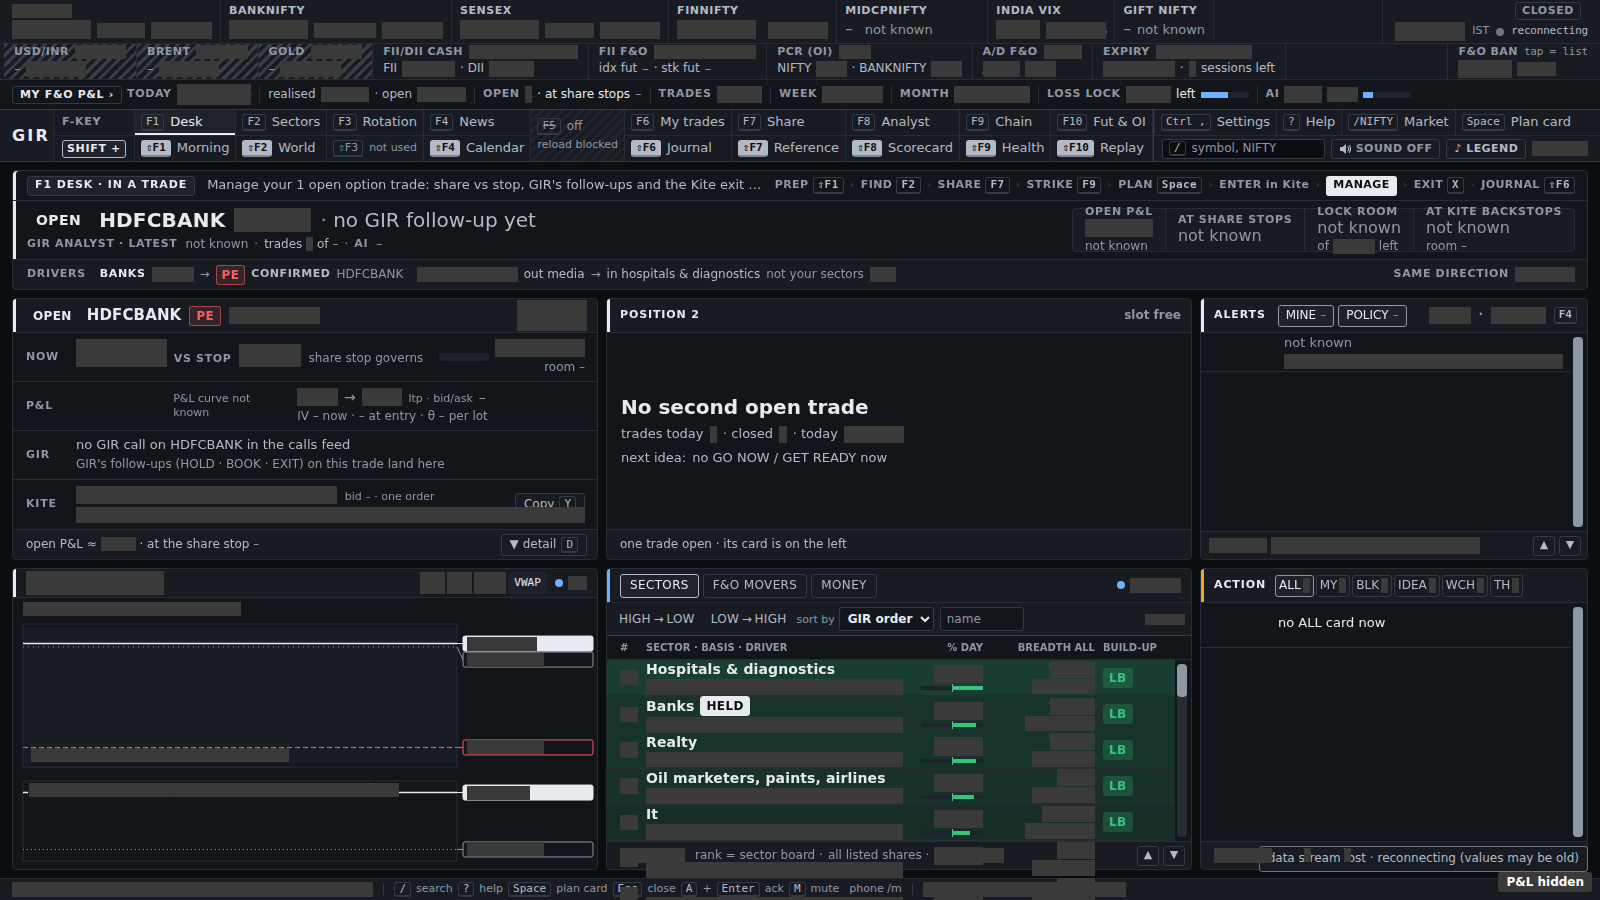 BANKNIFTY SENSEX FINNIFTY MIDCPNIFTY INDIA VIX GIFT NIFTY CLOSED
– not known – not known IST reconnecting
USD/INR BRENT GOLD FII/DII CASH FII F&O PCR (OI) A/D F&O EXPIRY F&O BAN tap = list
– – – FII · DII idx fut – · stk fut – NIFTY · BANKNIFTY · sessions left
MY F&O P&L › TODAY realised · open OPEN · at share stops – TRADES WEEK MONTH LOSS LOCK left AI
GIR F-KEY F1 Desk F2 Sectors F3 Rotation F4 News F5 off F6 My trades F7 Share F8 Analyst F9 Chain F10 Fut & OI Ctrl , Settings ? Help /NIFTY Market Space Plan card
SHIFT + ⇧F1 Morning ⇧F2 World ⇧F3 not used ⇧F4 Calendar reload blocked ⇧F6 Journal ⇧F7 Reference ⇧F8 Scorecard ⇧F9 Health ⇧F10 Replay / symbol, NIFTY SOUND OFF ♪ LEGEND
F1 DESK · IN A TRADE Manage your 1 open option trade: share vs stop, GIR's follow-ups and the Kite exit … PREP ⇧F1 › FIND F2 › SHARE F7 › STRIKE F9 › PLAN Space › ENTER in Kite › MANAGE › EXIT X › JOURNAL ⇧F6
OPEN HDFCBANK · no GIR follow-up yet
GIR ANALYST · LATEST not known · trades of – · AI –
OPEN P&L not known
AT SHARE STOPS not known
LOCK ROOM not known of left
AT KITE BACKSTOPS not known room –
DRIVERS BANKS → PE CONFIRMED HDFCBANK out media → in hospitals & diagnostics not your sectors SAME DIRECTION
OPEN HDFCBANK PE
NOW VS STOP share stop governs room –
P&L P&L curve not known → ltp · bid/ask –
IV – now · – at entry · θ – per lot
GIR no GIR call on HDFCBANK in the calls feed
GIR's follow-ups (HOLD · BOOK · EXIT) on this trade land here
KITE bid – · one order Copy Y
open P&L ≈ · at the share stop – ▼ detail D
POSITION 2 slot free
No second open trade
trades today · closed · today
next idea: no GO NOW / GET READY now
one trade open · its card is on the left
ALERTS MINE – POLICY – · F4
not known
▲ ▼
VWAP
SECTORS F&O MOVERS MONEY
HIGH→LOW LOW→HIGH sort by GIR order name
# SECTOR · BASIS · DRIVER % DAY BREADTH ALL BUILD-UP
Hospitals & diagnostics LB
Banks HELD LB
Realty LB
Oil marketers, paints, airlines LB
It LB
rank = sector board · all listed shares · ▲ ▼
ACTION ALL MY BLK IDEA WCH TH
no ALL card now
data stream lost · reconnecting (values may be old)
P&L hidden
/ search ? help Space plan card Esc close A + Enter ack M mute phone /m